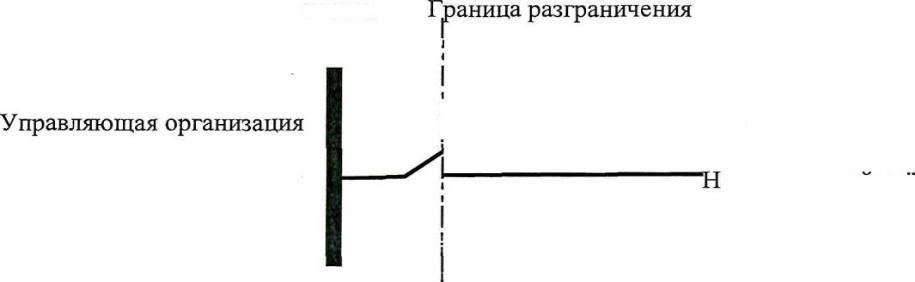 Граница разграничения
Управляющая организация
Н